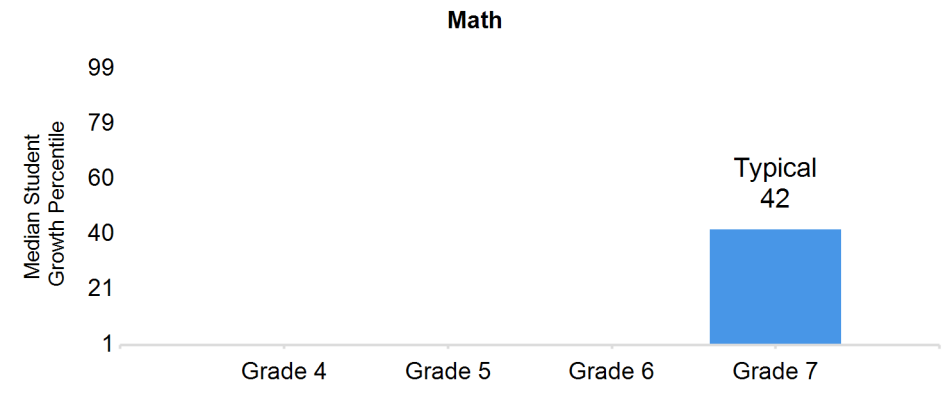 Math
99
79
60
40
21
1
Median Student
Growth Percentile
Typical
42
Grade 4
Grade 5
Grade 6
Grade 7